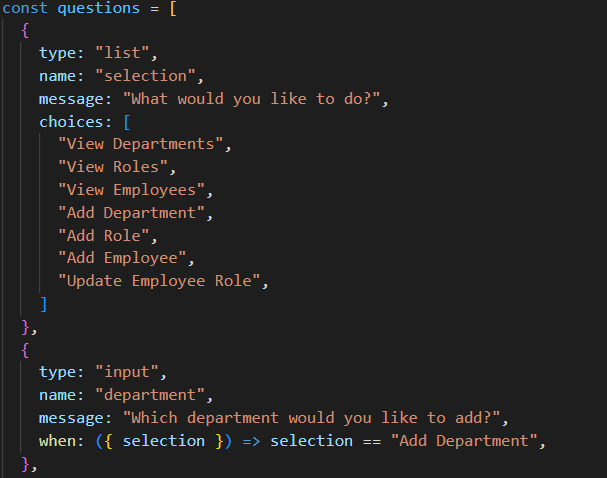 const questions = [
{
type: "list",
name: "selection",
message: "What would you like to do?",
choices: [
"View Departments",
"View Roles",
"View Employees",
"Add Department",
"Add Role",
"Add Employee",
"Update Employee Role",
]
},
{
type: "input",
name: "department",
message: "Which department would you like to add?",
when: ({ selection }) => selection == "Add Department",
},